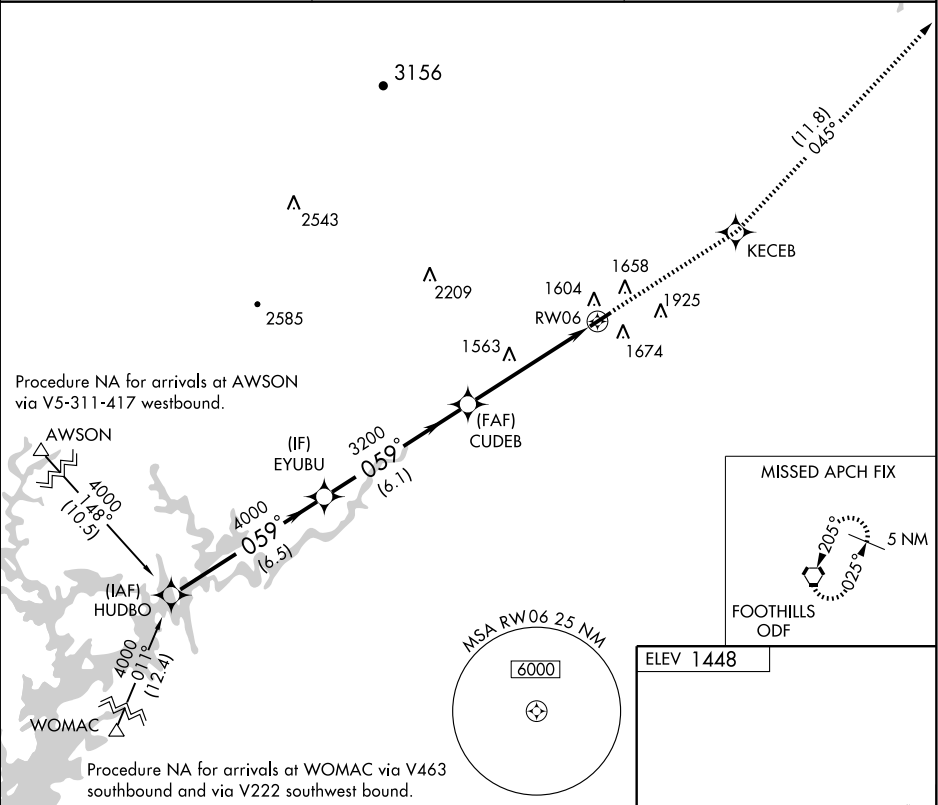 3156
(11.8)
045°
2543
KECEB
2209
1658
1604
1925
RW06
2585
1674
1563
Procedure NA for arrivals at AWSON
via V5-311-417 westbound.
(FAF)
CUDEB
AWSON
(IF)
EYUBU
3200
059°
(6.1)
MISSED APCH FIX
4000
148°
(10.5)
4000
059°
(6.5)
205°
5 NM
025°
(IAF)
HUDBO
FOOTHILLS
ODF
MSA RW06 25 NM
4000
011°
(12.4)
6000
ELEV 1448
WOMAC
Procedure NA for arrivals at WOMAC via V463
southbound and via V222 southwest bound.